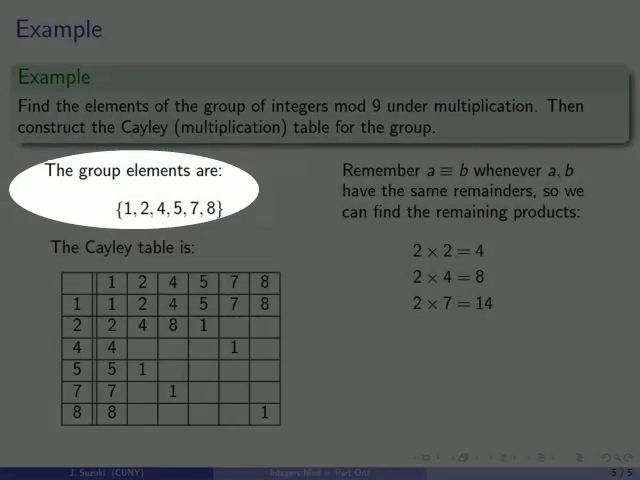 Example
Example
Find the elements of the group of integers mod 9 under multiplication. Then
construct the Cayley (multiplication) table for the group.
The group elements are:
{1, 2, 4, 5, 7, 8}
The Cayley table is:
1 2 4 5 7 8
1 1 2 4 5 7 8
2 2 4 8 1
4 4 1
5 5 1
7 7 1
8 8 1
Remember a ≡ b whenever a, b
have the same remainders, so we
can find the remaining products:
2 × 2 = 4
2 × 4 = 8
2 × 7 = 14
J. Suzuki (CUNY)
Integers Mod n Part One
5 / 5